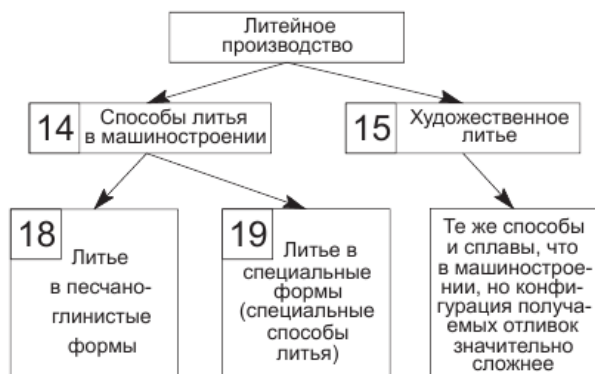 Литейное
производство
14
Способы литья
в машиностроении
15
Художественное
литье
18
Литье
в песчано-
глинистые
формы
19
Литье в
специальные
формы
(специальные
способы
литья)
Те же способы
и сплавы, что
в машинострое-
нии, но конфи-
гурация получа-
емых отливок
значительно
сложнее